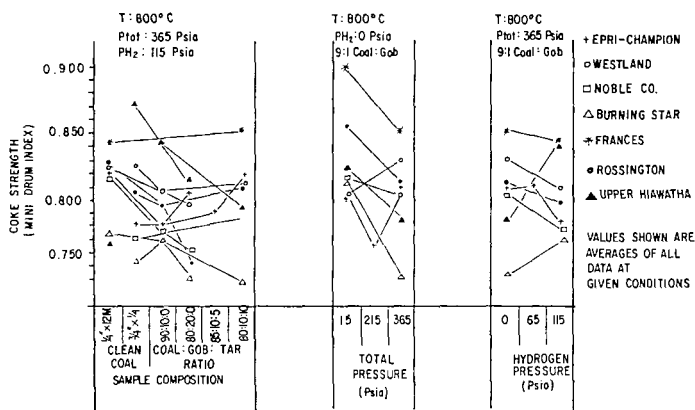 T: 800°C
Ptot: 365 Psia
PH₂: 115 Psia
T: 800°C
PH₂: 0 Psia
9:1 Coal: Gob
T: 800°C
Ptot: 365 Psia
9:1 Coal: Gob
COKE STRENGTH
(MINI DRUM INDEX)
0.900
0.850
0.800
0.750
+ EPRI-CHAMPION
○ WESTLAND
□ NOBLE CO.
△ BURNING STAR
✳ FRANCES
● ROSSINGTON
▲ UPPER HIAWATHA
VALUES SHOWN ARE
AVERAGES OF ALL
DATA AT
GIVEN CONDITIONS
¼" × 12M
¾" × ¼
90:10:0
80:20:0
85:10:5
80:10:10
CLEAN
COAL
COAL: GOB: TAR
RATIO
SAMPLE COMPOSITION
15
215
365
TOTAL
PRESSURE
(Psia)
0
65
115
HYDROGEN
PRESSURE
(Psia)